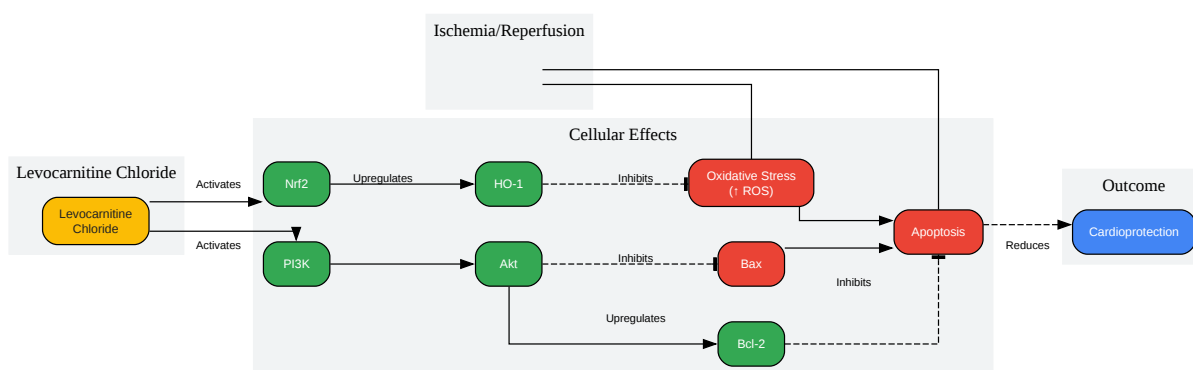 Ischemia/Reperfusion
Cellular Effects
Levocarnitine Chloride
Outcome
Activates
Nrf2
Upregulates
HO-1
Inhibits
Oxidative Stress
(↑ ROS)
Levocarnitine
Chloride
Apoptosis
Cardioprotection
Activates
Reduces
PI3K
Akt
Inhibits
Bax
Inhibits
Upregulates
Bcl-2